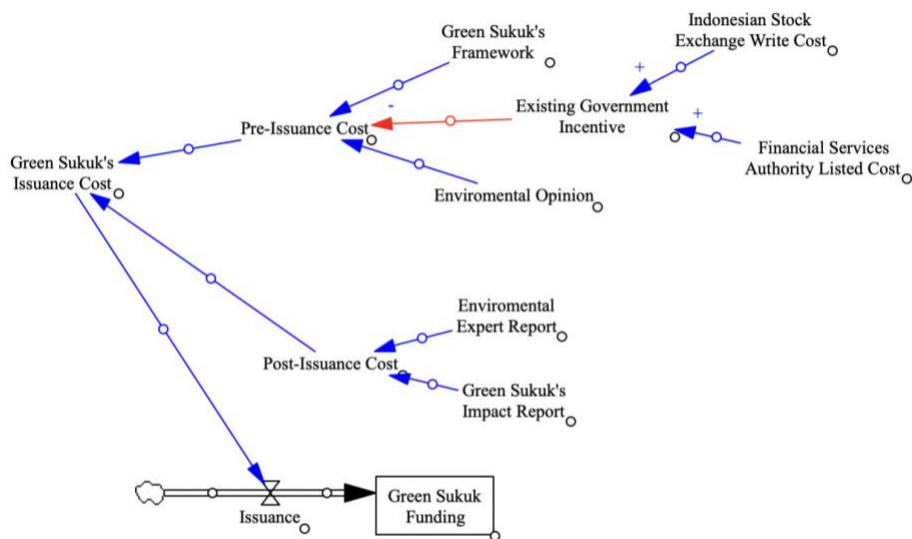 Green Sukuk's
Framework
Indonesian Stock
Exchange Write Cost
+
-
Existing Government
Incentive
+
Pre-Issuance Cost
Financial Services
Authority Listed Cost
Green Sukuk's
Issuance Cost
Enviromental Opinion
Enviromental
Expert Report
Post-Issuance Cost
Green Sukuk's
Impact Report
Green Sukuk
Funding
Issuance